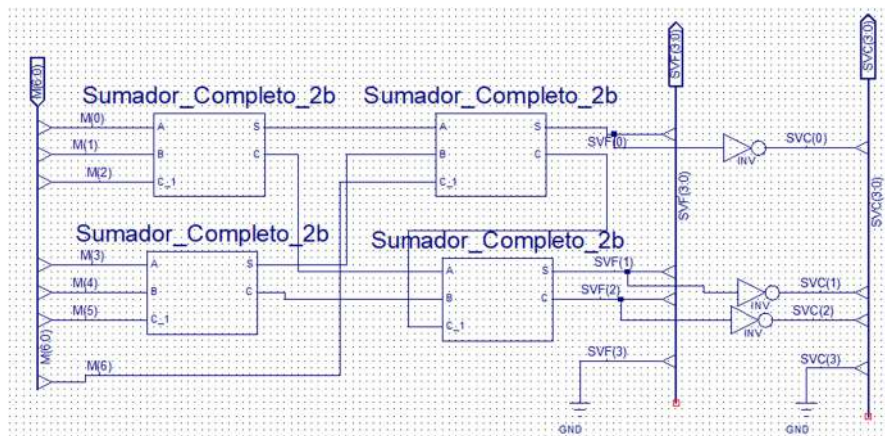 M(6:0)
SVF(3:0)
SVC(3:0)
Sumador_Completo_2b
Sumador_Completo_2b
M(0)
A
S
A
S
SVF(0)
INV
SVC(0)
M(1)
B
C
B
C
M(2)
C_1
C_1
SVF(3:0)
SVC(3:0)
Sumador_Completo_2b
Sumador_Completo_2b
M(3)
A
S
A
S
SVF(1)
INV
SVC(1)
M(4)
B
C
B
C
SVF(2)
INV
SVC(2)
M(5)
C_1
C_1
M(6:0)
M(6)
SVF(3)
SVC(3)
GND
GND